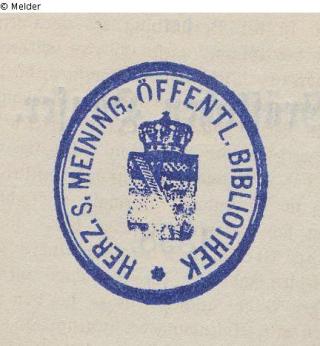 © Melder
HERZ. S. MEINING. ÖFFENTL. BIBLIOTHEK *